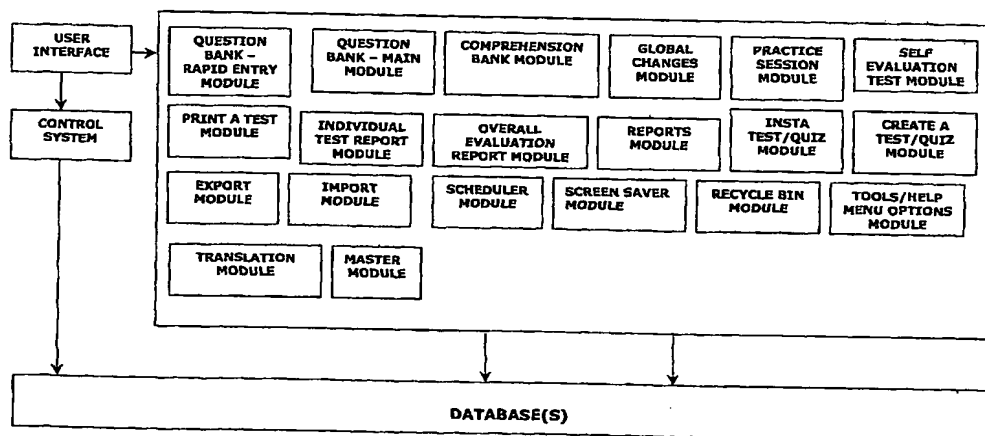 USER
INTERFACE
CONTROL
SYSTEM
QUESTION
BANK –
RAPID ENTRY
MODULE
QUESTION
BANK – MAIN
MODULE
COMPREHENSION
BANK MODULE
GLOBAL
CHANGES
MODULE
PRACTICE
SESSION
MODULE
SELF
EVALUATION
TEST MODULE
PRINT A TEST
MODULE
INDIVIDUAL
TEST REPORT
MODULE
OVERALL
EVALUATION
REPORT MODULE
REPORTS
MODULE
INSTA
TEST/QUIZ
MODULE
CREATE A
TEST/QUIZ
MODULE
EXPORT
MODULE
IMPORT
MODULE
SCHEDULER
MODULE
SCREEN SAVER
MODULE
RECYCLE BIN
MODULE
TOOLS/HELP
MENU OPTIONS
MODULE
TRANSLATION
MODULE
MASTER
MODULE
DATABASE(S)